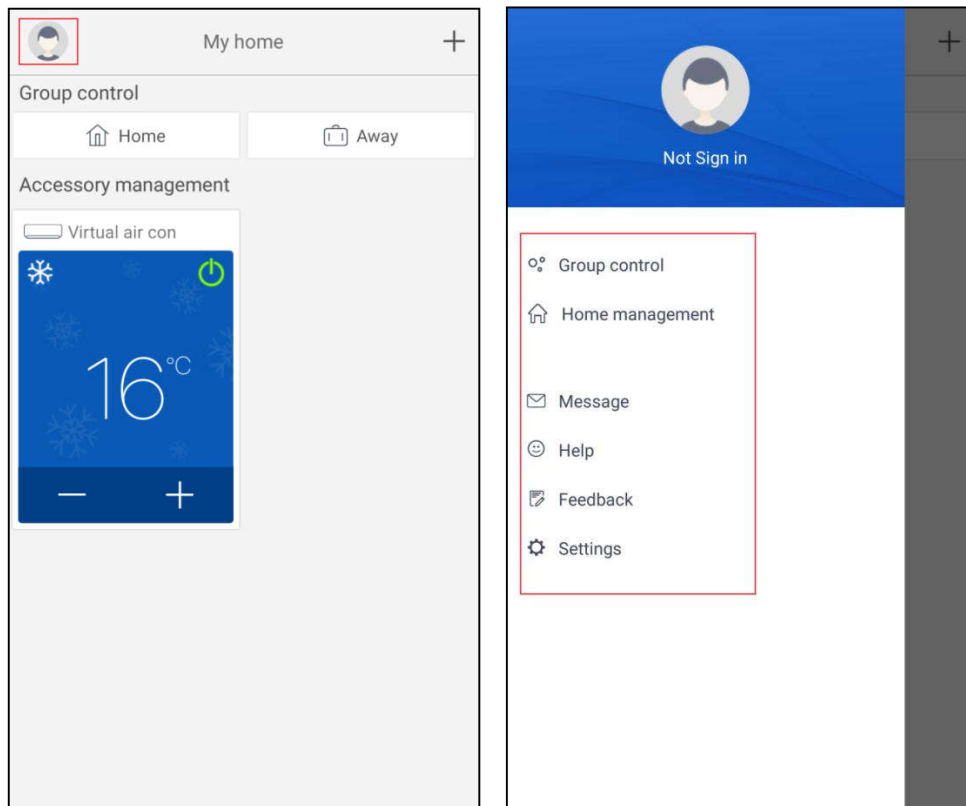 My home
Group control
Home
Away
Accessory management
Virtual air con
16°C
Not Sign in
Group control
Home management
Message
Help
Feedback
Settings